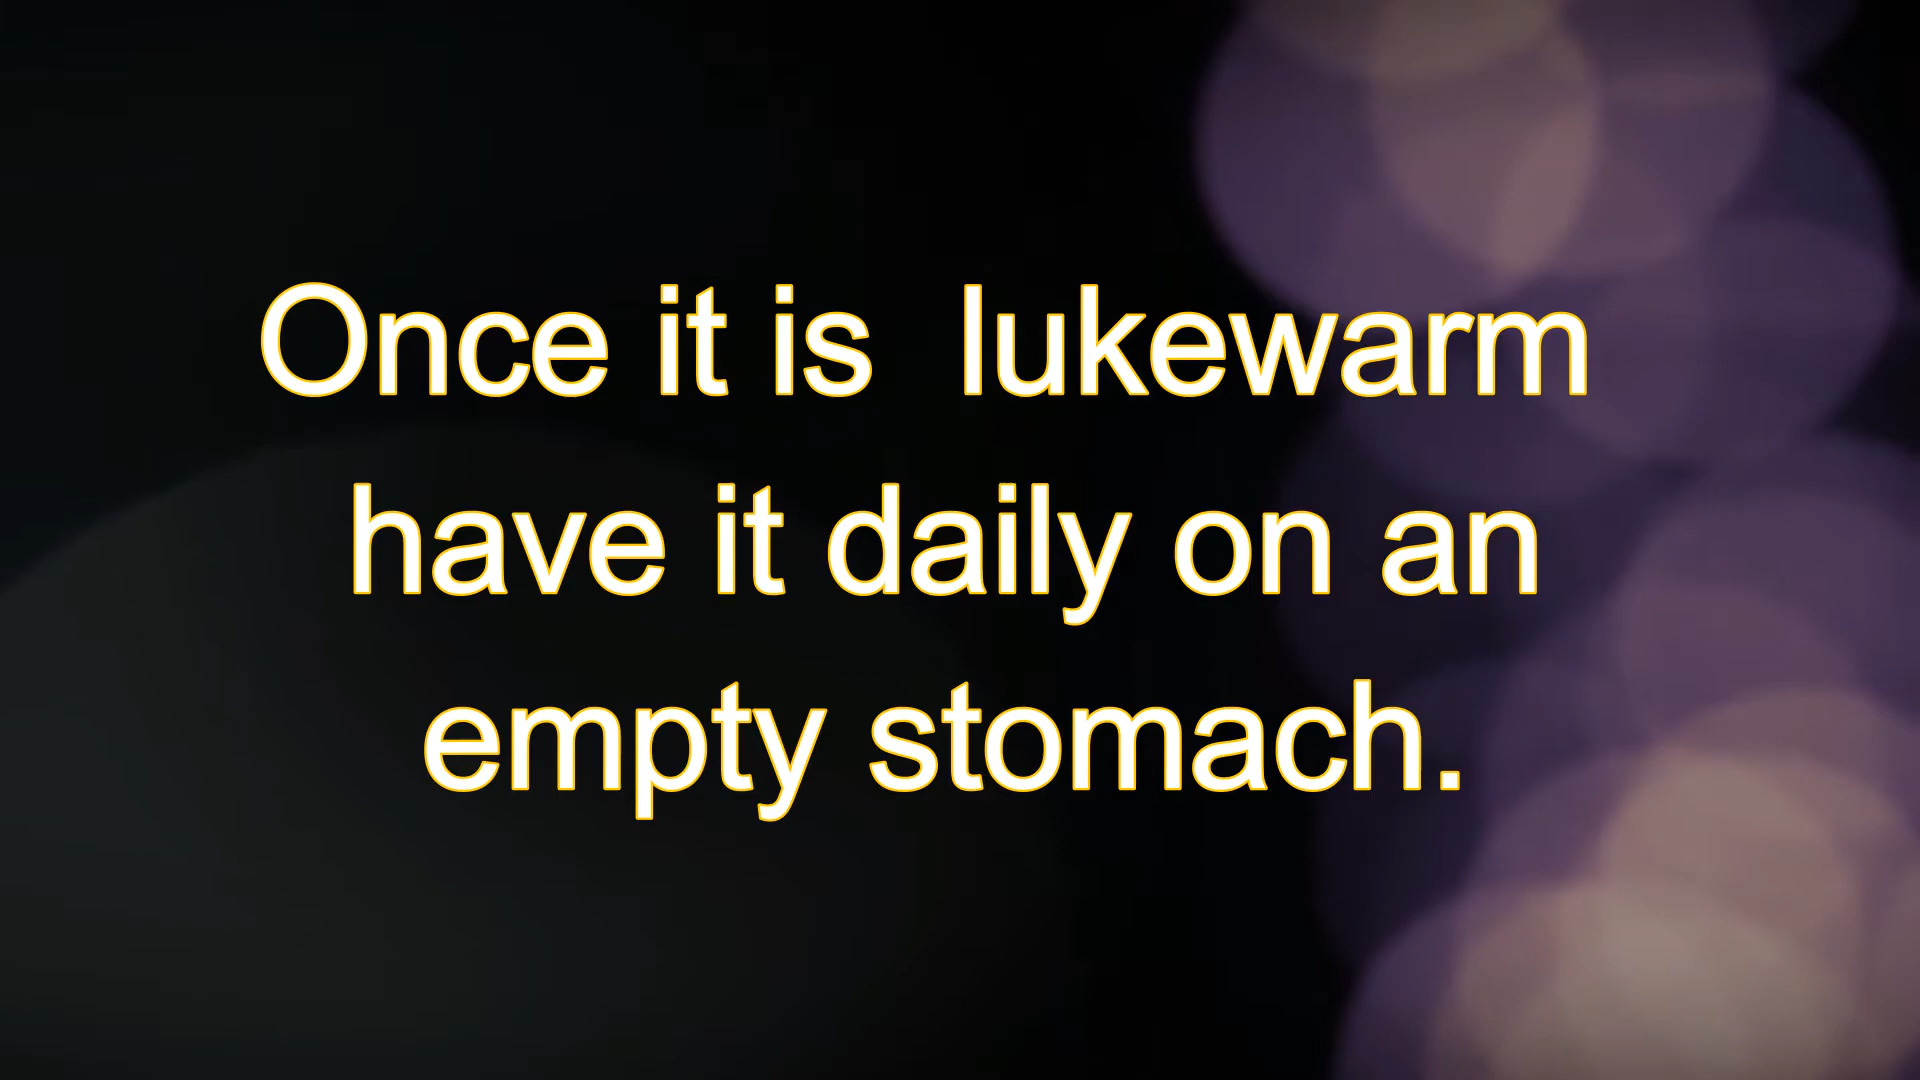 Once it is  lukewarm
have it daily on an
empty stomach.